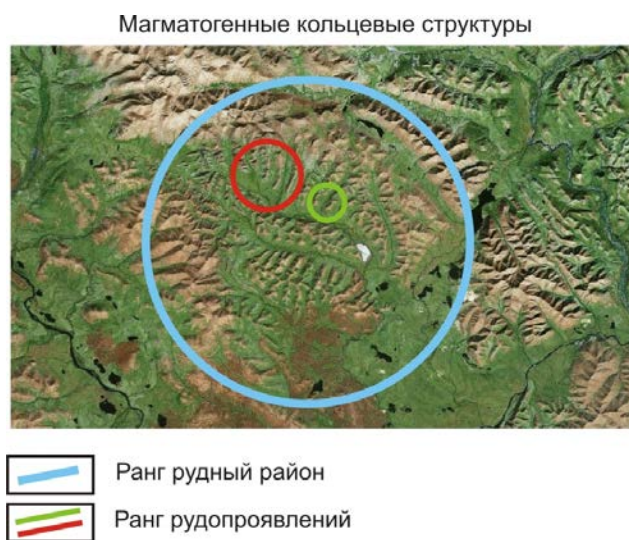 Магматогенные кольцевые структуры
Ранг рудный район
Ранг рудопроявлений